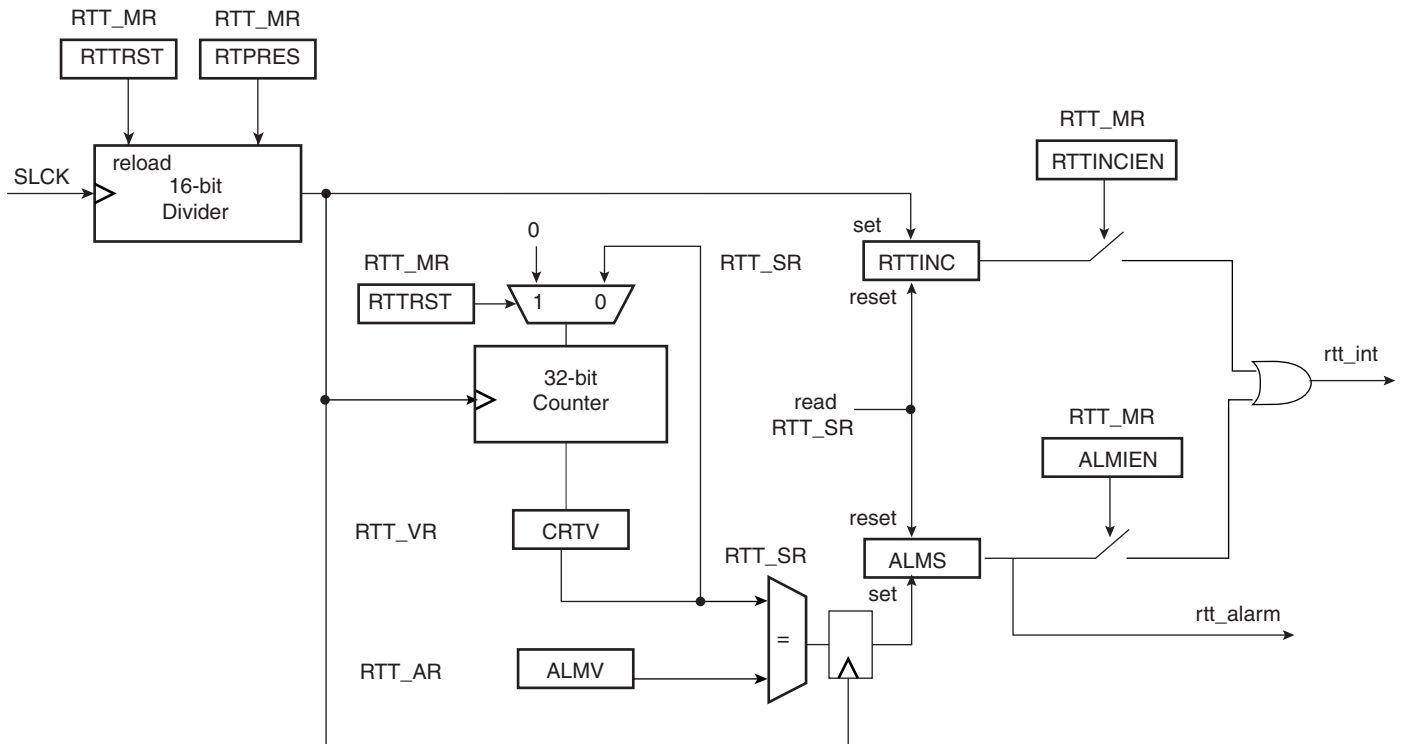 RTT_MR
RTT_MR
RTTRST
RTPRES
RTT_MR
reload
RTTINCIEN
SLCK
16-bit
Divider
0
set
RTT_MR
RTT_SR
RTTINC
RTTRST
1
0
reset
rtt_int
32-bit
Counter
read
RTT_SR
RTT_MR
ALMIEN
reset
RTT_VR
CRTV
RTT_SR
ALMS
set
rtt_alarm
=
RTT_AR
ALMV